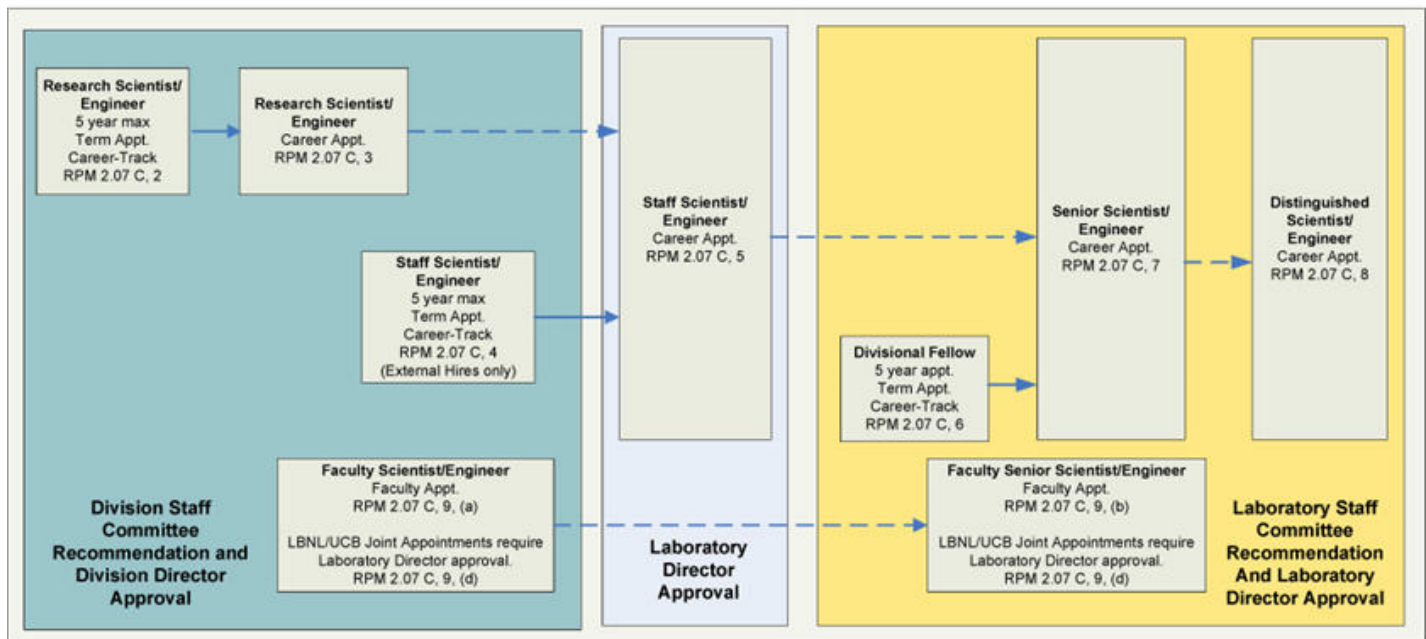 Research Scientist/
Engineer
5 year max
Term Appt.
Career-Track
RPM 2.07 C, 2
Research Scientist/
Engineer
Career Appt.
RPM 2.07 C, 3
Staff Scientist/
Engineer
5 year max
Term Appt.
Career-Track
RPM 2.07 C, 4
(External Hires only)
Faculty Scientist/Engineer
Faculty Appt.
RPM 2.07 C, 9, (a)
LBNL/UCB Joint Appointments require
Laboratory Director approval.
RPM 2.07 C, 9, (d)
Division Staff
Committee
Recommendation and
Division Director
Approval
Staff Scientist/
Engineer
Career Appt.
RPM 2.07 C, 5
Laboratory
Director
Approval
Senior Scientist/
Engineer
Career Appt.
RPM 2.07 C, 7
Distinguished
Scientist/
Engineer
Career Appt.
RPM 2.07 C, 8
Divisional Fellow
5 year appt.
Term Appt.
Career-Track
RPM 2.07 C, 6
Faculty Senior Scientist/Engineer
Faculty Appt.
RPM 2.07 C, 9, (b)
LBNL/UCB Joint Appointments require
Laboratory Director approval.
RPM 2.07 C, 9, (d)
Laboratory Staff
Committee
Recommendation
And Laboratory
Director Approval